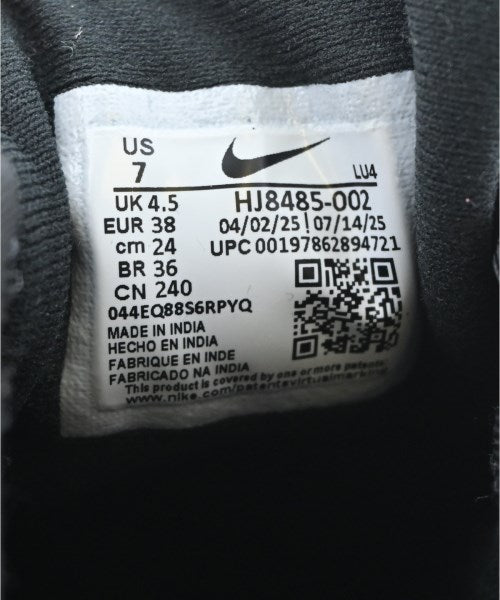 US
7
LU4
UK 4.5
HJ8485-002
EUR 38
04/02/25 | 07/14/25
cm 24
UPC 00197862894721
BR 36
CN 240
044EQ88S6RPYQ
MADE IN INDIA
HECHO EN INDIA
FABRIQUE EN INDE
FABRICADO NA INDIA
This product is covered by one or more patents
www.nike.com/patentsvirtualmarking